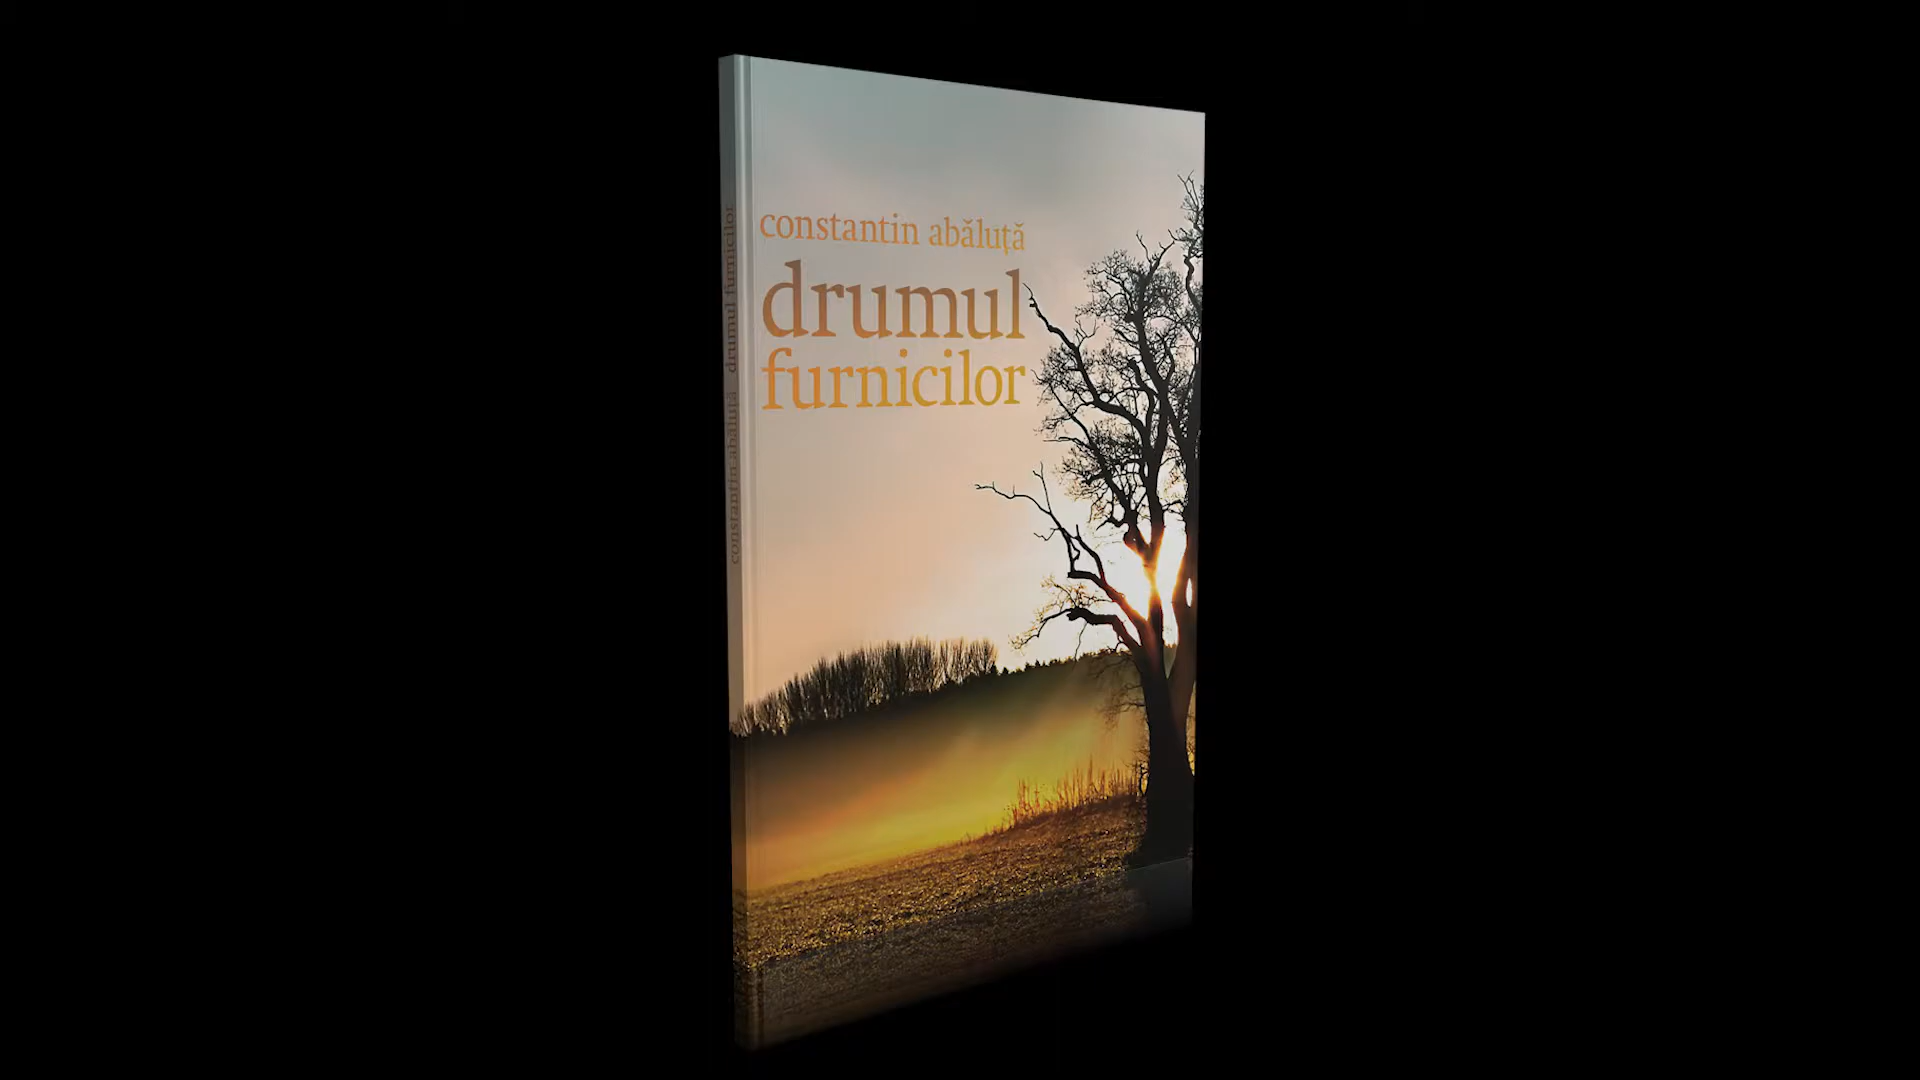 constantin abăluță
drumul
furnicilor
constantin abăluță drumul furnicilor